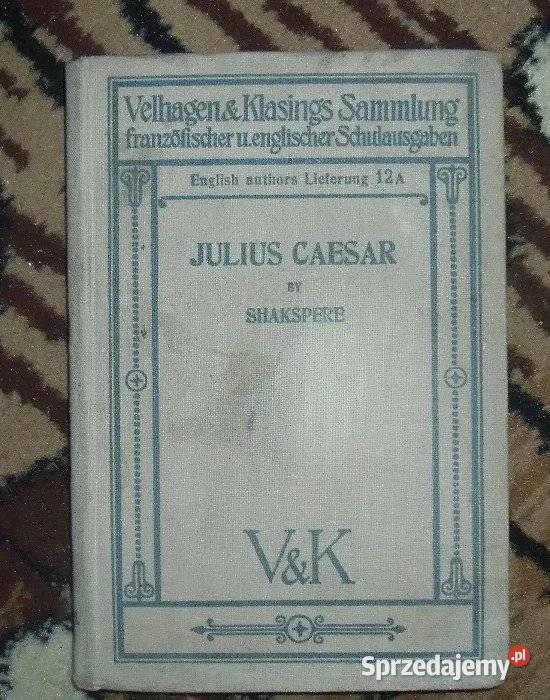 Velhagen & Klasings Sammlung
französischer u. englischer Schulausgaben
English authors Lieferung 12A
JULIUS CAESAR
BY
SHAKSPERE
V&K
Sprzedajemy.pl